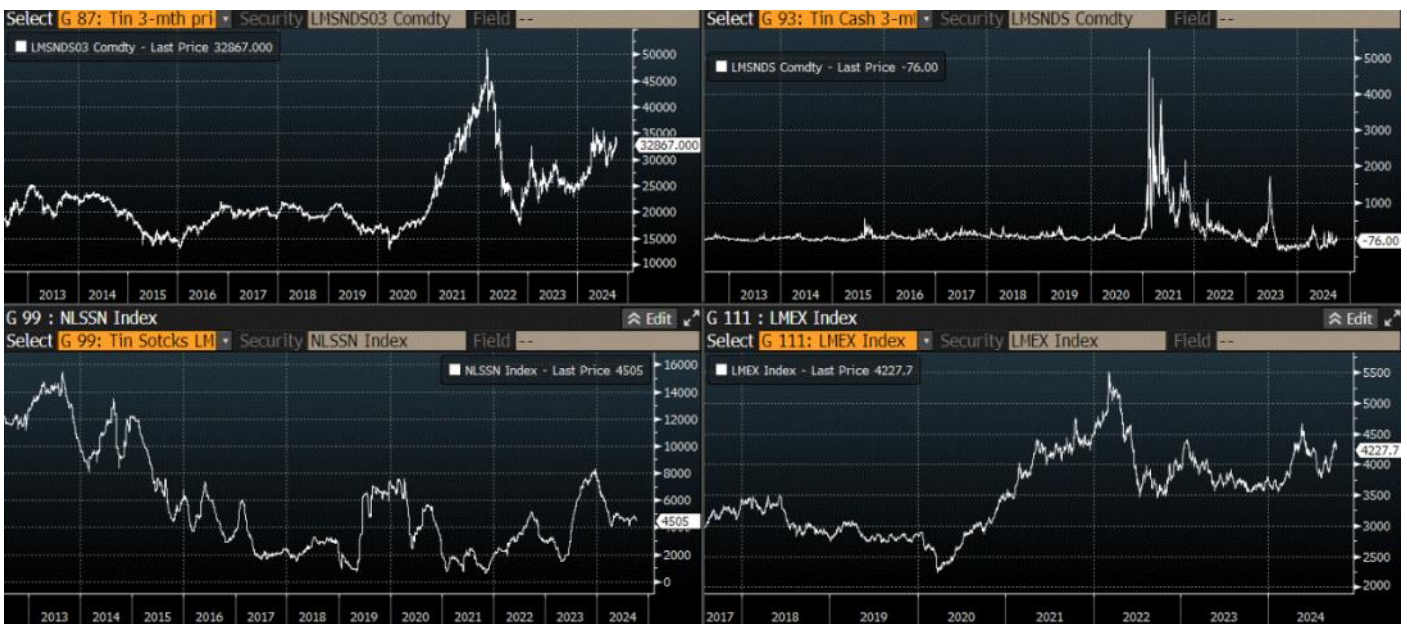 Select G 87: Tin 3-mth pri Security LMSNDS03 Comdty Field --
LMSNDS03 Comdty - Last Price 32867.000
50000
45000
40000
35000
32867.000
30000
25000
20000
15000
10000
2013 2014 2015 2016 2017 2018 2019 2020 2021 2022 2023 2024
Select G 93: Tin Cash 3-m Security LMSNDS Comdty Field --
LMSNDS Comdty - Last Price -76.00
5000
4000
3000
2000
1000
-76.00
2013 2014 2015 2016 2017 2018 2019 2020 2021 2022 2023 2024
G 99 : NLSSN Index Edit
Select G 99: Tin Sotcks LM Security NLSSN Index Field --
NLSSN Index - Last Price 4505
16000
14000
12000
10000
8000
6000
4505
2000
0
2013 2014 2015 2016 2017 2018 2019 2020 2021 2022 2023 2024
G 111 : LMEX Index Edit
Select G 111: LMEX Index Security LMEX Index Field --
LMEX Index - Last Price 4227.7
5500
5000
4500
4227.7
4000
3500
3000
2500
2000
2017 2018 2019 2020 2021 2022 2023 2024